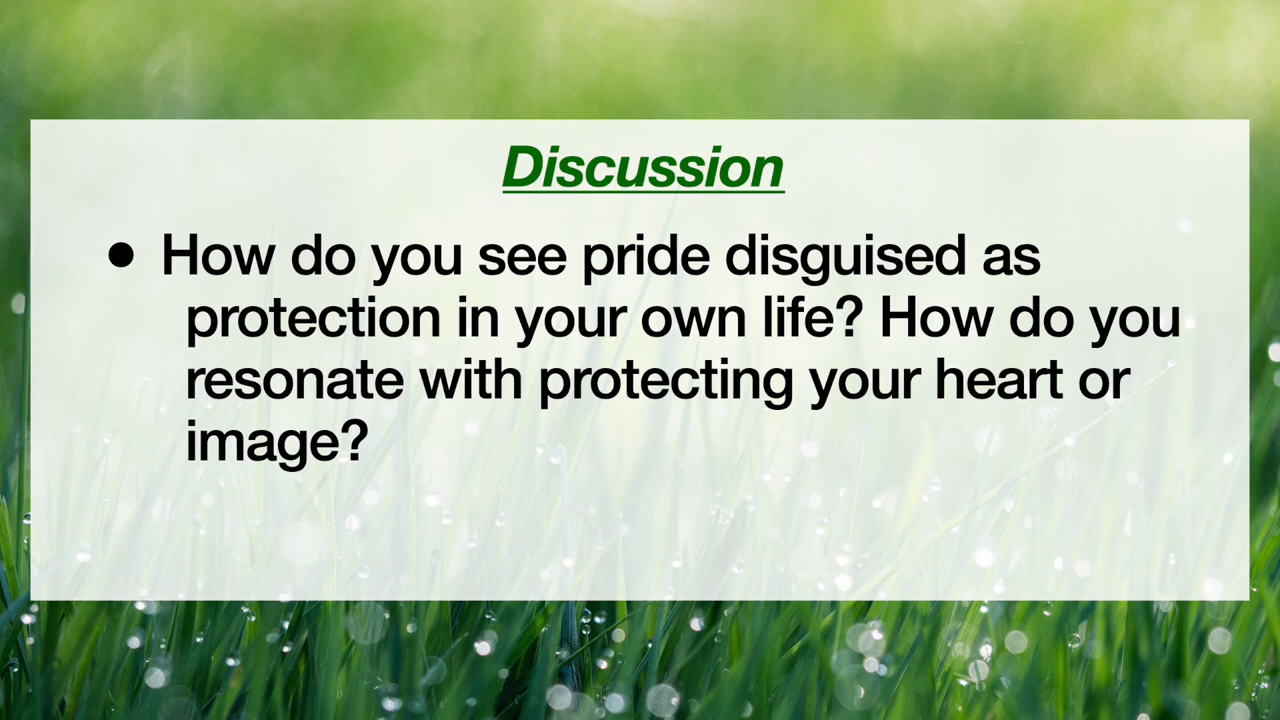 Discussion
• How do you see pride disguised as
protection in your own life? How do you
resonate with protecting your heart or
image?